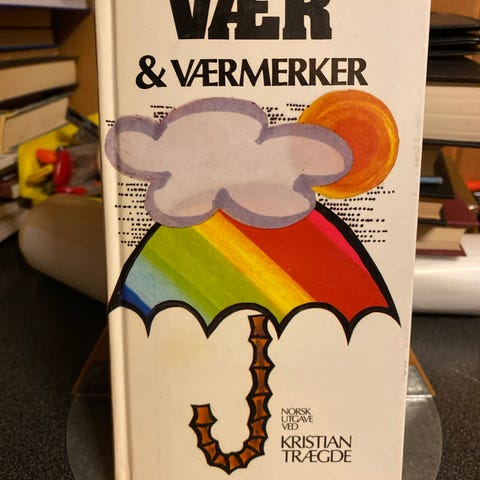 VÆR
& VÆRMERKER
NORSK
UTGAVE
VED
KRISTIAN
TRÆGDE